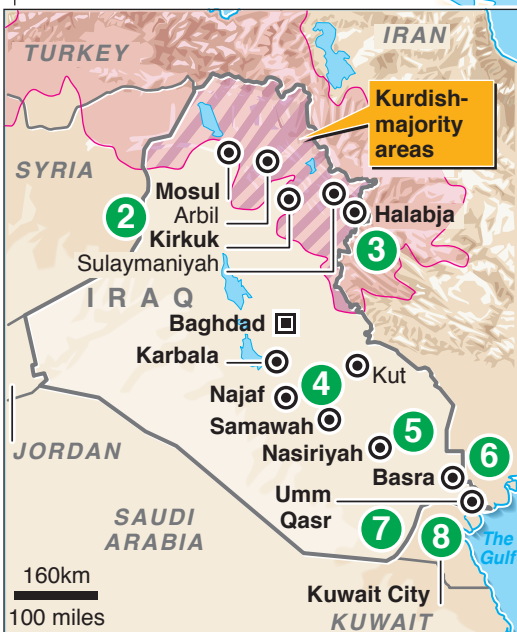 TURKEY
IRAN
Kurdish-
majority
areas
SYRIA
Mosul
Arbil
2
Kirkuk
Halabja
3
Sulaymaniyah
IRAQ
Baghdad
Karbala
4
Kut
Najaf
Samawah
5
Nasiriyah
JORDAN
6
Basra
Umm
Qasr
SAUDI
ARABIA
7
8
The
Gulf
160km
100 miles
Kuwait City
KUWAIT